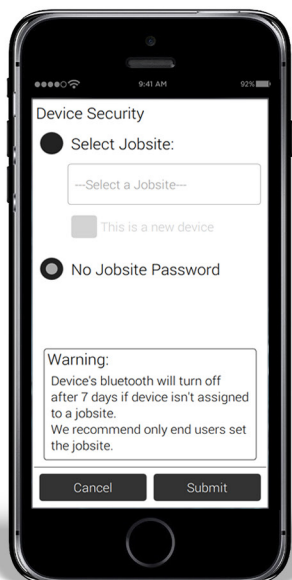 9:41 AM
92%
Device Security
Select Jobsite:
---Select a Jobsite---
This is a new device
No Jobsite Password
Warning:
Device's bluetooth will turn off
after 7 days if device isn't assigned
to a jobsite.
We recommend only end users set
the jobsite.
Cancel
Submit